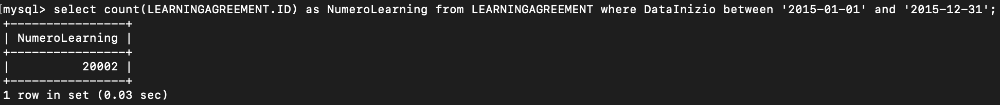 mysql> select count(LEARNINGAGREEMENT.ID) as NumeroLearning from LEARNINGAGREEMENT where DataInizio between '2015-01-01' and '2015-12-31';
+----------------+
| NumeroLearning |
+----------------+
|          20002 |
+----------------+
1 row in set (0.03 sec)